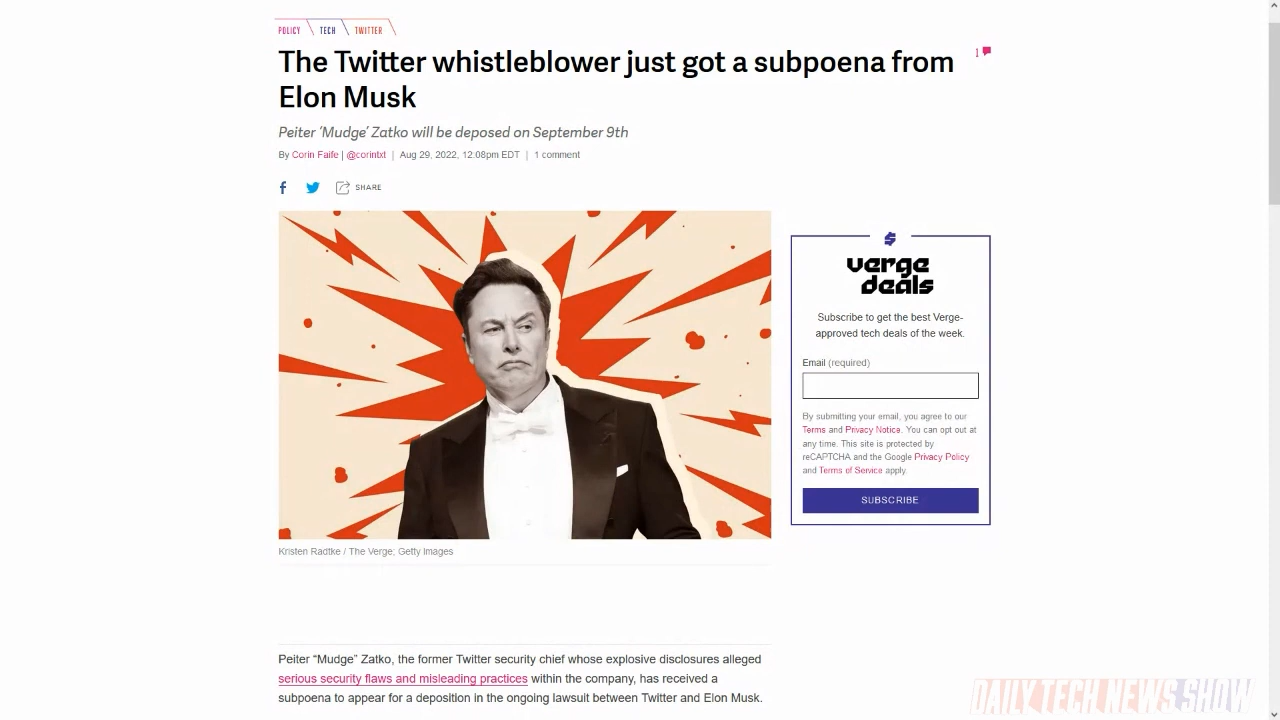 POLICY TECH TWITTER
The Twitter whistleblower just got a subpoena from
Elon Musk
1
Peiter 'Mudge' Zatko will be deposed on September 9th
By Corin Faife | @corintxt | Aug 29, 2022, 12:08pm EDT | 1 comment
SHARE
Kristen Radtke / The Verge; Getty Images
$
verge
deals
Subscribe to get the best Verge-
approved tech deals of the week.
Email (required)
By submitting your email, you agree to our
Terms and Privacy Notice. You can opt out at
any time. This site is protected by
reCAPTCHA and the Google Privacy Policy
and Terms of Service apply.
SUBSCRIBE
Peiter “Mudge” Zatko, the former Twitter security chief whose explosive disclosures alleged
serious security flaws and misleading practices within the company, has received a
subpoena to appear for a deposition in the ongoing lawsuit between Twitter and Elon Musk.
DAILY TECH NEWS SHOW